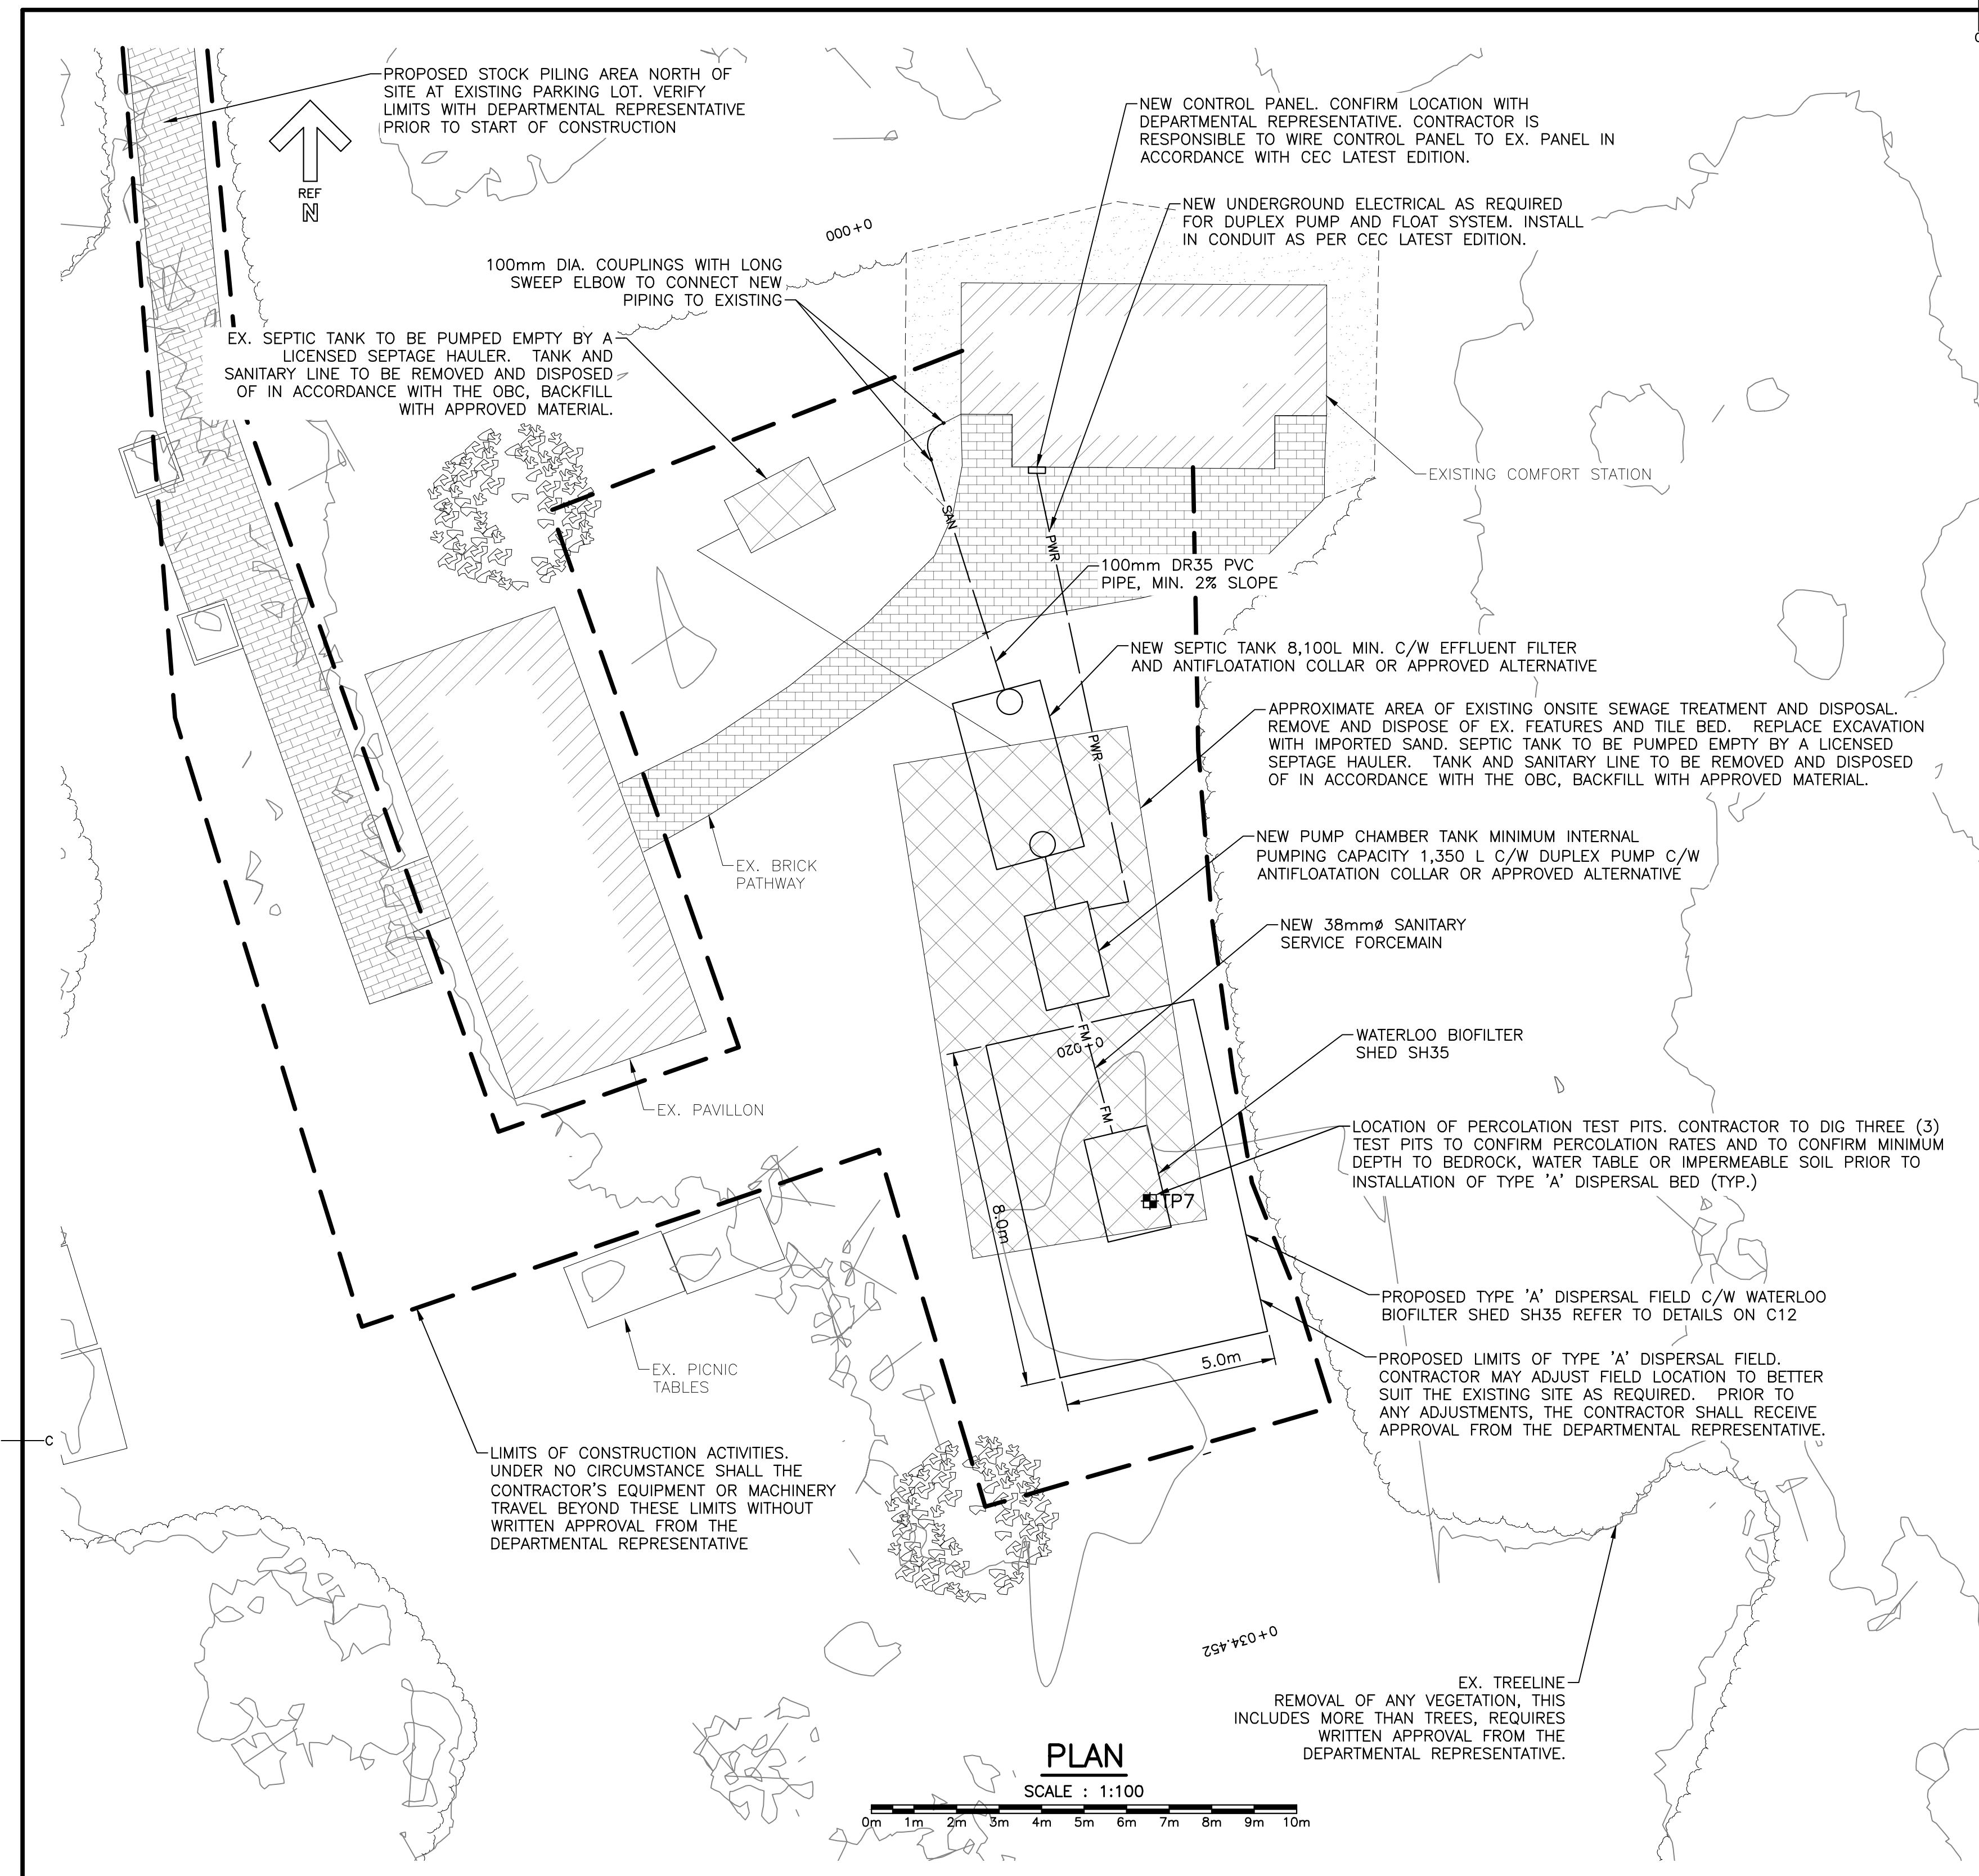 PROPOSED STOCK PILING AREA NORTH OF
SITE AT EXISTING PARKING LOT. VERIFY
LIMITS WITH DEPARTMENTAL REPRESENTATIVE
PRIOR TO START OF CONSTRUCTION
REF
N
NEW CONTROL PANEL. CONFIRM LOCATION WITH
DEPARTMENTAL REPRESENTATIVE. CONTRACTOR IS
RESPONSIBLE TO WIRE CONTROL PANEL TO EX. PANEL IN
ACCORDANCE WITH CEC LATEST EDITION.
NEW UNDERGROUND ELECTRICAL AS REQUIRED
FOR DUPLEX PUMP AND FLOAT SYSTEM. INSTALL
IN CONDUIT AS PER CEC LATEST EDITION.
0+000
100mm DIA. COUPLINGS WITH LONG
SWEEP ELBOW TO CONNECT NEW
PIPING TO EXISTING
EX. SEPTIC TANK TO BE PUMPED EMPTY BY A
LICENSED SEPTAGE HAULER. TANK AND
SANITARY LINE TO BE REMOVED AND DISPOSED
OF IN ACCORDANCE WITH THE OBC, BACKFILL
WITH APPROVED MATERIAL.
EXISTING COMFORT STATION
SAN
PWR
100mm DR35 PVC
PIPE, MIN. 2% SLOPE
NEW SEPTIC TANK 8,100L MIN. C/W EFFLUENT FILTER
AND ANTIFLOATATION COLLAR OR APPROVED ALTERNATIVE
APPROXIMATE AREA OF EXISTING ONSITE SEWAGE TREATMENT AND DISPOSAL.
REMOVE AND DISPOSE OF EX. FEATURES AND TILE BED. REPLACE EXCAVATION
WITH IMPORTED SAND. SEPTIC TANK TO BE PUMPED EMPTY BY A LICENSED
SEPTAGE HAULER. TANK AND SANITARY LINE TO BE REMOVED AND DISPOSED
OF IN ACCORDANCE WITH THE OBC, BACKFILL WITH APPROVED MATERIAL.
PWR
NEW PUMP CHAMBER TANK MINIMUM INTERNAL
PUMPING CAPACITY 1,350 L C/W DUPLEX PUMP C/W
ANTIFLOATATION COLLAR OR APPROVED ALTERNATIVE
EX. BRICK
PATHWAY
NEW 38mmø SANITARY
SERVICE FORCEMAIN
FM
0+020
WATERLOO BIOFILTER
SHED SH35
EX. PAVILLON
FM
LOCATION OF PERCOLATION TEST PITS. CONTRACTOR TO DIG THREE (3)
TEST PITS TO CONFIRM PERCOLATION RATES AND TO CONFIRM MINIMUM
DEPTH TO BEDROCK, WATER TABLE OR IMPERMEABLE SOIL PRIOR TO
INSTALLATION OF TYPE 'A' DISPERSAL BED (TYP.)
TP7
8.0m
PROPOSED TYPE 'A' DISPERSAL FIELD C/W WATERLOO
BIOFILTER SHED SH35 REFER TO DETAILS ON C12
5.0m
PROPOSED LIMITS OF TYPE 'A' DISPERSAL FIELD.
CONTRACTOR MAY ADJUST FIELD LOCATION TO BETTER
SUIT THE EXISTING SITE AS REQUIRED. PRIOR TO
ANY ADJUSTMENTS, THE CONTRACTOR SHALL RECEIVE
APPROVAL FROM THE DEPARTMENTAL REPRESENTATIVE.
EX. PICNIC
TABLES
C
LIMITS OF CONSTRUCTION ACTIVITIES.
UNDER NO CIRCUMSTANCE SHALL THE
CONTRACTOR'S EQUIPMENT OR MACHINERY
TRAVEL BEYOND THESE LIMITS WITHOUT
WRITTEN APPROVAL FROM THE
DEPARTMENTAL REPRESENTATIVE
0+034.452
EX. TREELINE
REMOVAL OF ANY VEGETATION, THIS
INCLUDES MORE THAN TREES, REQUIRES
WRITTEN APPROVAL FROM THE
DEPARTMENTAL REPRESENTATIVE.
PLAN
SCALE : 1:100
0m 1m 2m 3m 4m 5m 6m 7m 8m 9m 10m